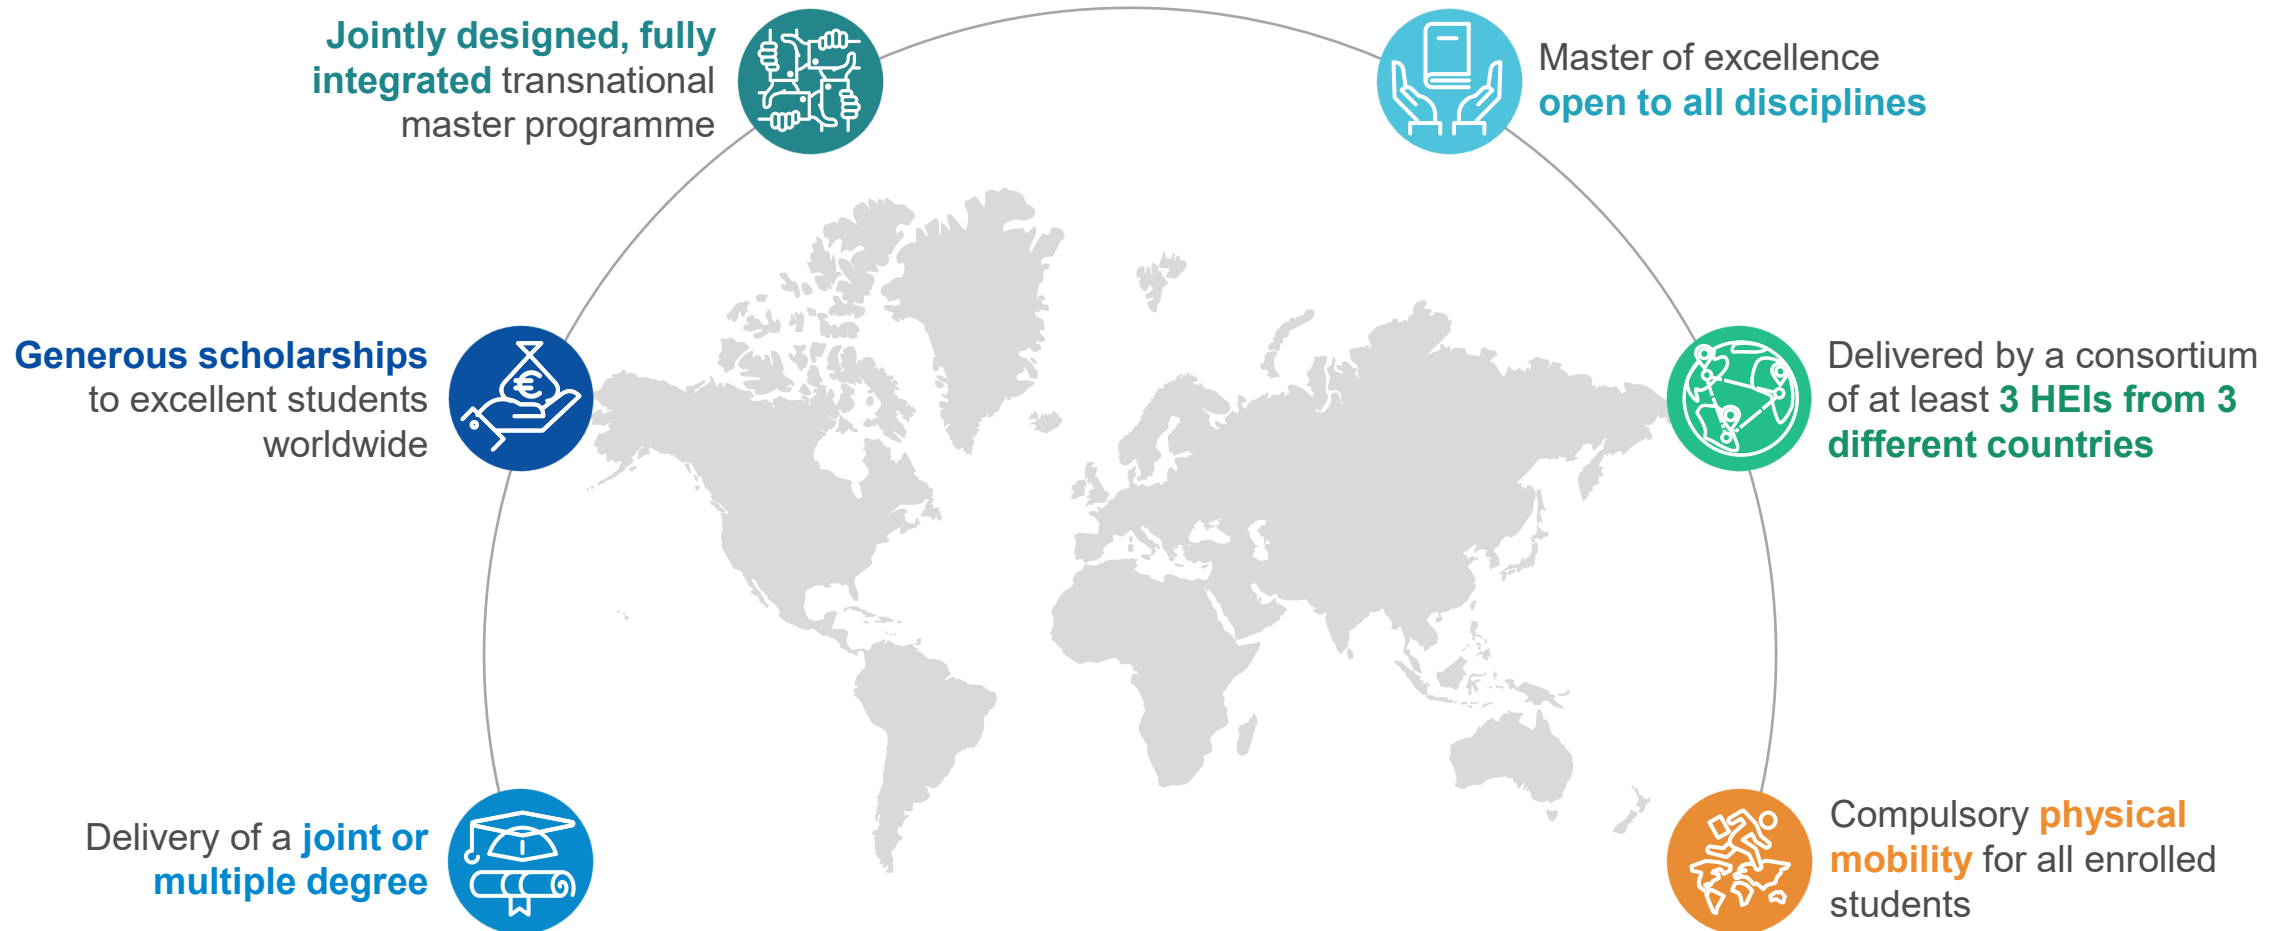 Jointly designed, fully
integrated transnational
master programme
Master of excellence
open to all disciplines
Generous scholarships
to excellent students
worldwide
€
Delivered by a consortium
of at least 3 HEIs from 3
different countries
Delivery of a joint or
multiple degree
Compulsory physical
mobility for all enrolled
students